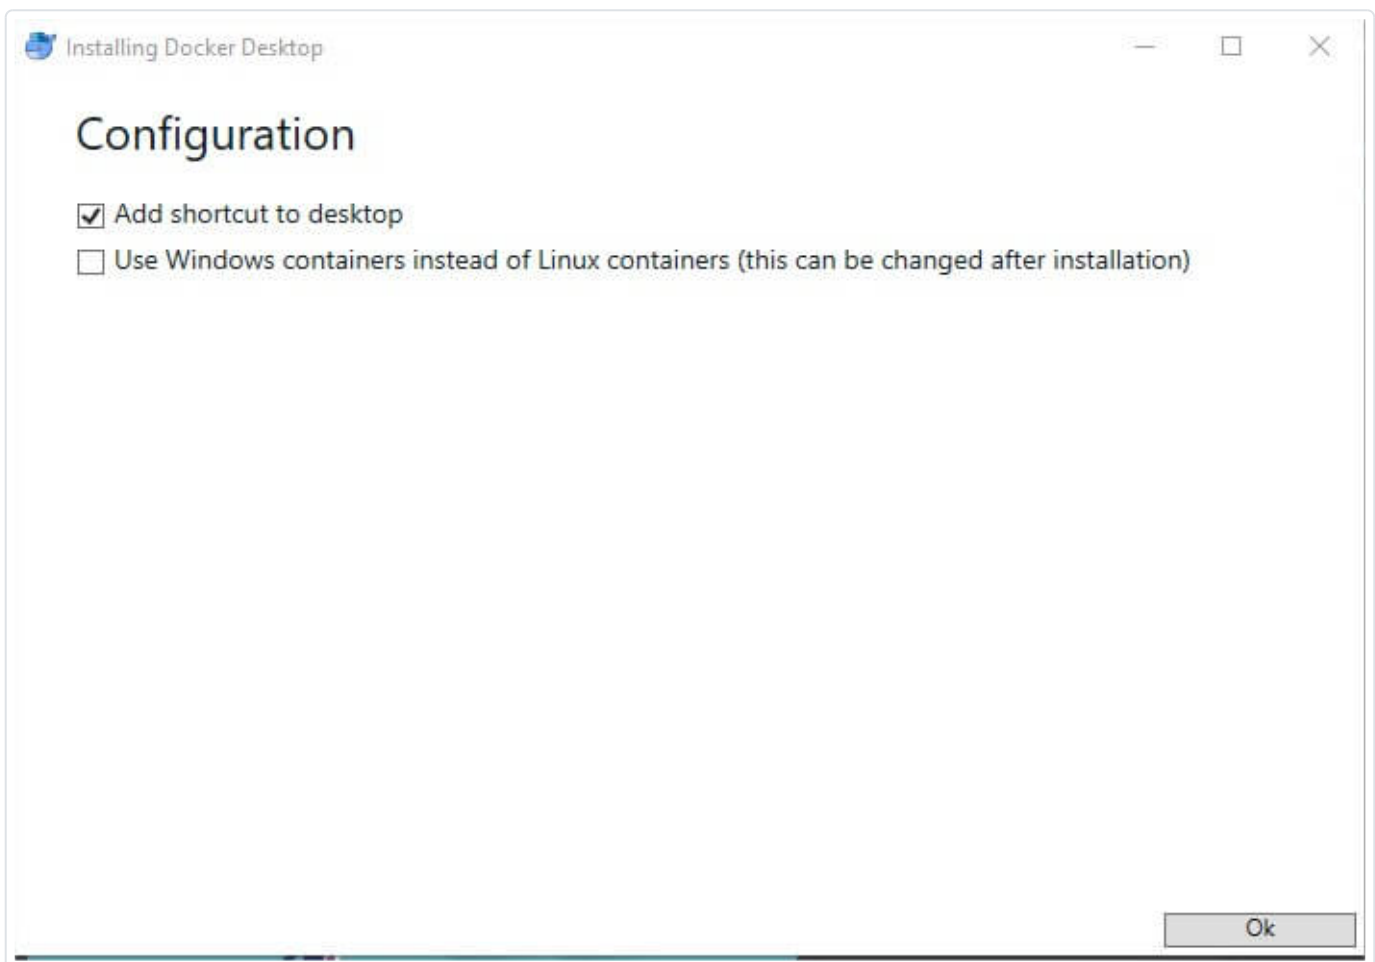 Installing Docker Desktop
Configuration
Add shortcut to desktop
Use Windows containers instead of Linux containers (this can be changed after installation)
Ok